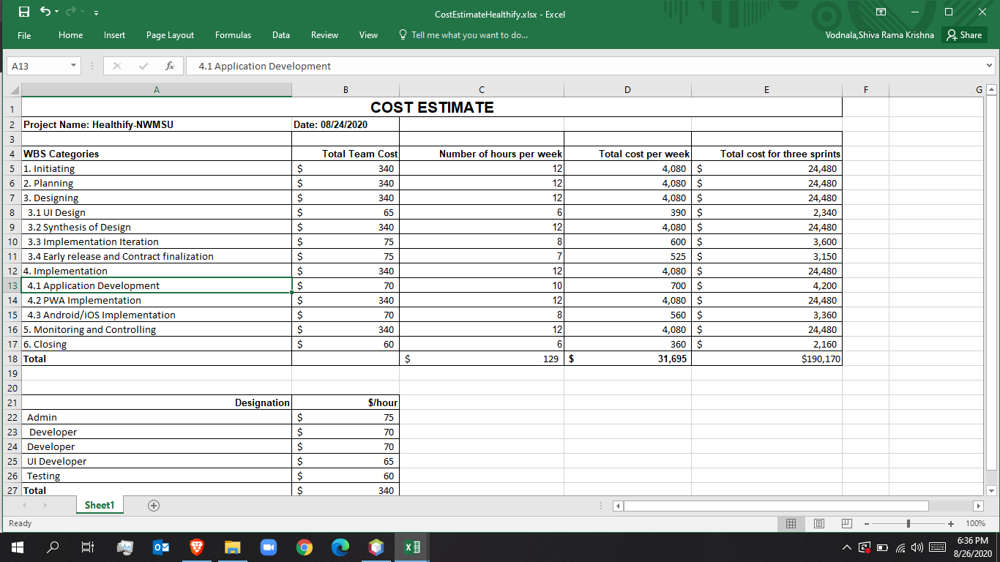 CostEstimateHealthify.xlsx - Excel
File Home Insert Page Layout Formulas Data Review View Tell me what you want to do... Vodnala,Shiva Rama Krishna Share
A13 fx 4.1 Application Development
A B C D E F G
1 COST ESTIMATE
2 Project Name: Healthify-NWMSU Date: 08/24/2020
3
4 WBS Categories Total Team Cost Number of hours per week Total cost per week Total cost for three sprints
5 1. Initiating $ 340 12 4,080 $ 24,480
6 2. Planning $ 340 12 4,080 $ 24,480
7 3. Designing $ 340 12 4,080 $ 24,480
8 3.1 UI Design $ 65 6 390 $ 2,340
9 3.2 Synthesis of Design $ 340 12 4,080 $ 24,480
10 3.3 Implementation Iteration $ 75 8 600 $ 3,600
11 3.4 Early release and Contract finalization $ 75 7 525 $ 3,150
12 4. Implementation $ 340 12 4,080 $ 24,480
13 4.1 Application Development $ 70 10 700 $ 4,200
14 4.2 PWA Implementation $ 340 12 4,080 $ 24,480
15 4.3 Android/iOS Implementation $ 70 8 560 $ 3,360
16 5. Monitoring and Controlling $ 340 12 4,080 $ 24,480
17 6. Closing $ 60 6 360 $ 2,160
18 Total $ 129 $ 31,695 $190,170
19
20
21 Designation $/hour
22 Admin $ 75
23 Developer $ 70
24 Developer $ 70
25 UI Developer $ 65
26 Testing $ 60
27 Total $ 340
Sheet1
Ready 100%
6:36 PM
8/26/2020